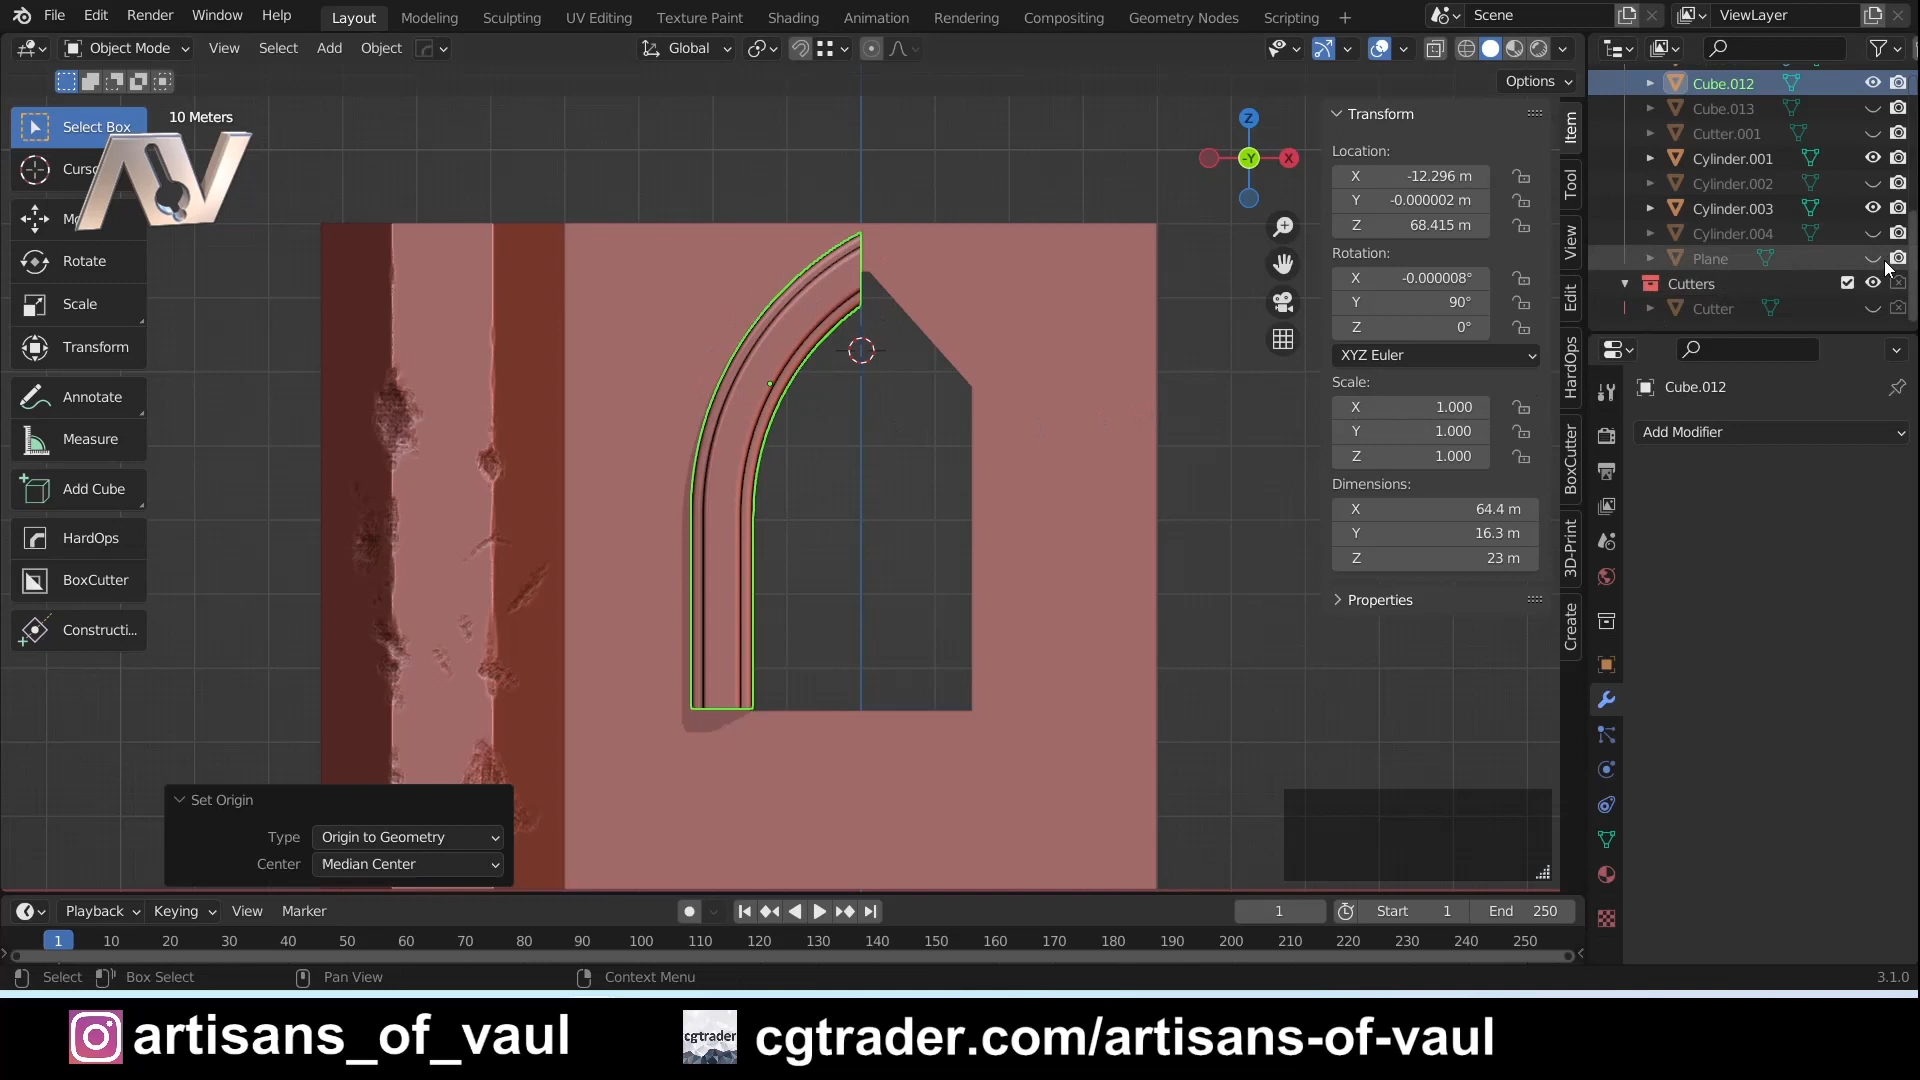 File Edit Render Window Help
Layout Modeling Sculpting UV Editing Texture Paint Shading Animation Rendering Compositing Geometry Nodes Scripting
Scene
ViewLayer
Object Mode View Select Add Object
Global
Options
Select Box
10 Meters
AV
Rotate
Scale
Transform
Annotate
Measure
Add Cube
HardOps
BoxCutter
Constructi...
Z
-Y
X
Transform
Location:
X -12.296 m
Y -0.000002 m
Z 68.415 m
Rotation:
X -0.000008°
Y 90°
Z 0°
XYZ Euler
Scale:
X 1.000
Y 1.000
Z 1.000
Dimensions:
X 64.4 m
Y 16.3 m
Z 23 m
Properties
Item
Tool
View
Edit
HardOps
BoxCutter
3D-Print
Create
Cube.012
Cube.013
Cutter.001
Cylinder.001
Cylinder.002
Cylinder.003
Cylinder.004
Plane
Cutters
Cutter
Cube.012
Add Modifier
Set Origin
Type Origin to Geometry
Center Median Center
Playback Keying View Marker
1
Start 1
End 250
1 10 20 30 40 50 60 70 80 90 100 110 120 130 140 150 160 170 180 190 200 210 220 230 240 250
Select Box Select Pan View Context Menu
3.1.0
artisans_of_vaul
cgtrader
cgtrader.com/artisans-of-vaul